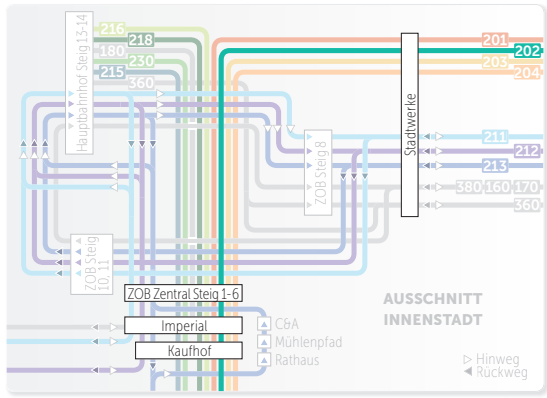 216
218
180
230
215
360
Hauptbahnhof Steig 13-14
Stadtwerke
201
202
203
204
ZOB Steig 8
211
212
213
380 160 170
360
ZOB Steig
10, 11
ZOB Zentral Steig 1-6
Imperial
Kaufhof
C&A
Mühlenpfad
Rathaus
AUSSCHNITT
INNENSTADT
Hinweg
Rückweg